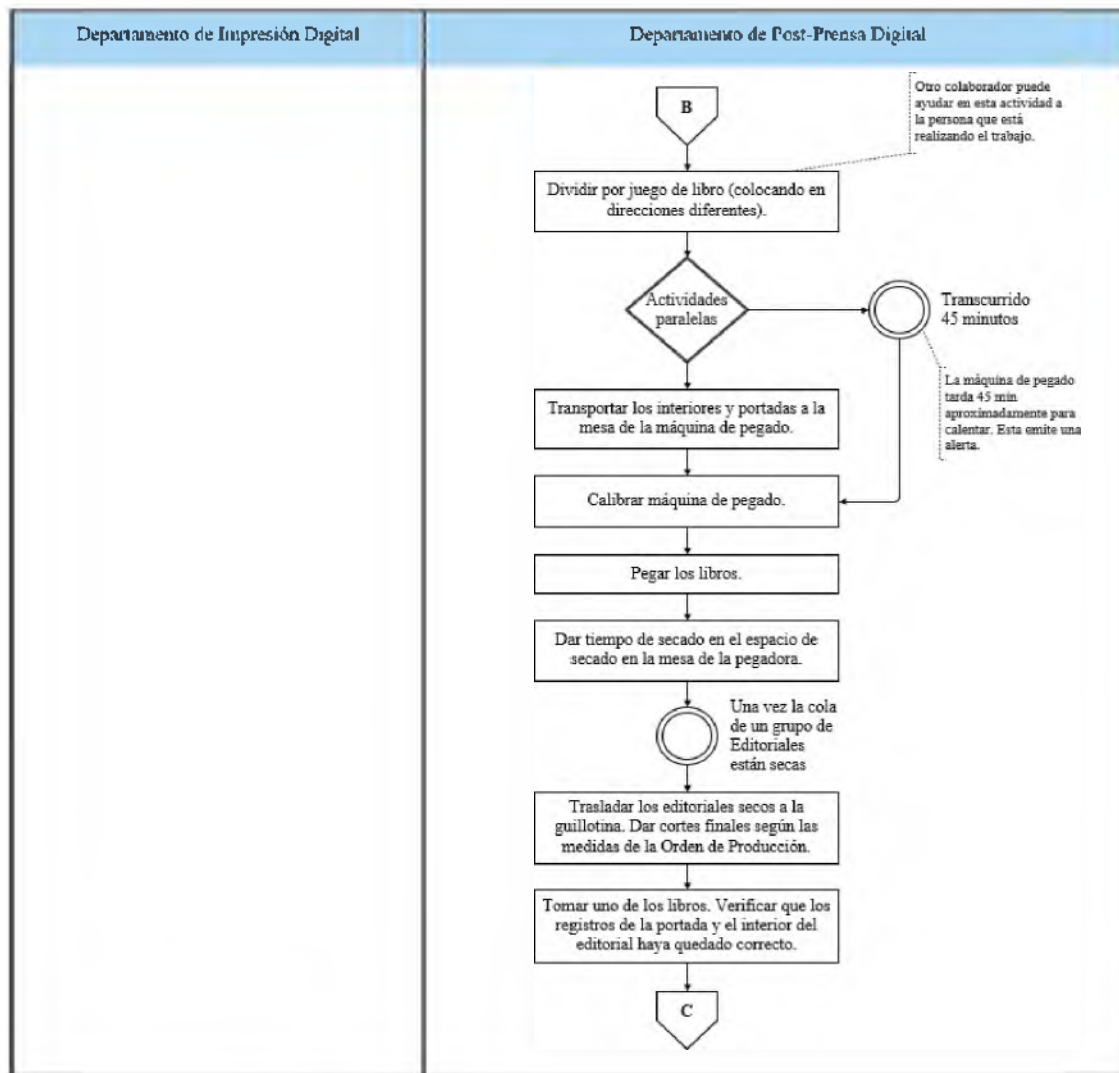 Departamento de Impresión Digital
Departamento de Post-Prensa Digital
B
Otro colaborador puede
ayudar en esta actividad a
la persona que está
realizando el trabajo.
Dividir por juego de libro (colocando en
direcciones diferentes).
Actividades
paralelas
Transcurrido
45 minutos
La máquina de pegado
tarda 45 min
aproximadamente para
calentar. Esta emite una
alerta.
Transportar los interiores y portadas a la
mesa de la máquina de pegado.
Calibrar máquina de pegado.
Pegar los libros.
Dar tiempo de secado en el espacio de
secado en la mesa de la pegadora.
Una vez la cola
de un grupo de
Editoriales
están secas
Trasladar los editoriales secos a la
guillotina. Dar cortes finales según las
medidas de la Orden de Producción.
Tomar uno de los libros. Verificar que los
registros de la portada y el interior del
editorial haya quedado correcto.
C